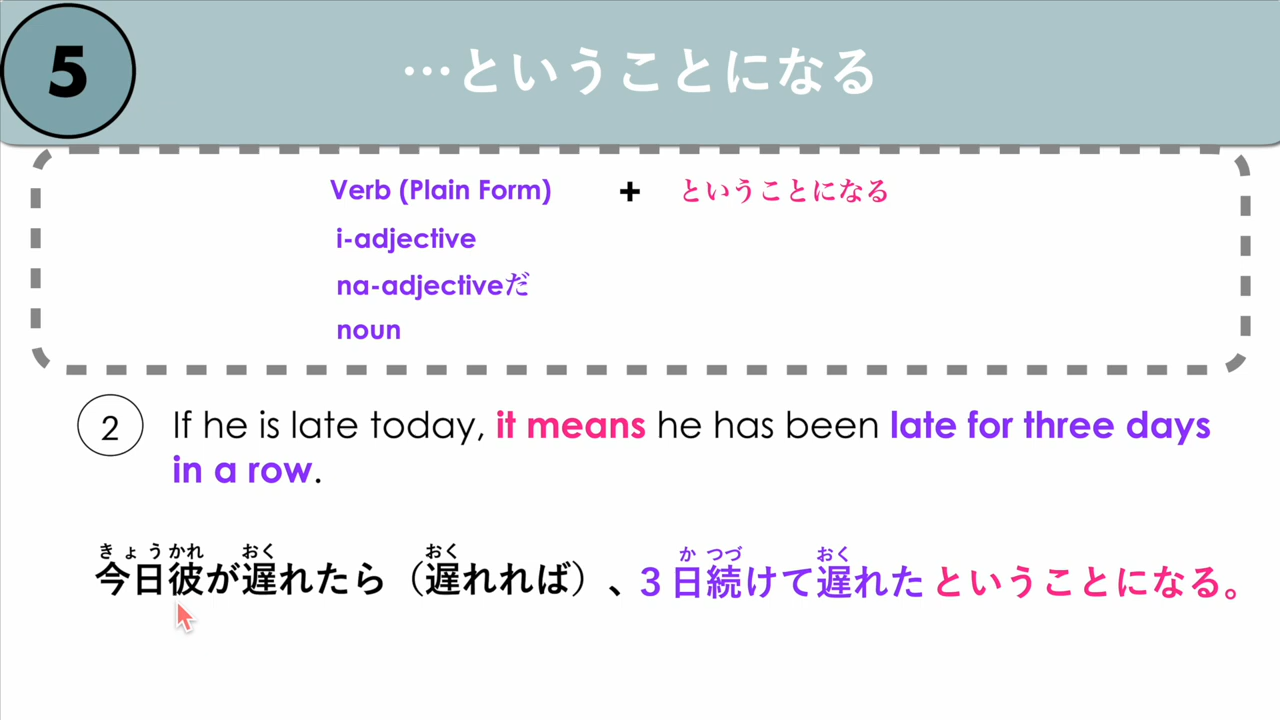 5
…ということになる
Verb (Plain Form) + ということになる
i-adjective
na-adjectiveだ
noun
2 If he is late today, it means he has been late for three days
in a row.
きょう かれ おく おく か つづ おく
今日彼が遅れたら（遅れれば）、3日続けて遅れたということになる。